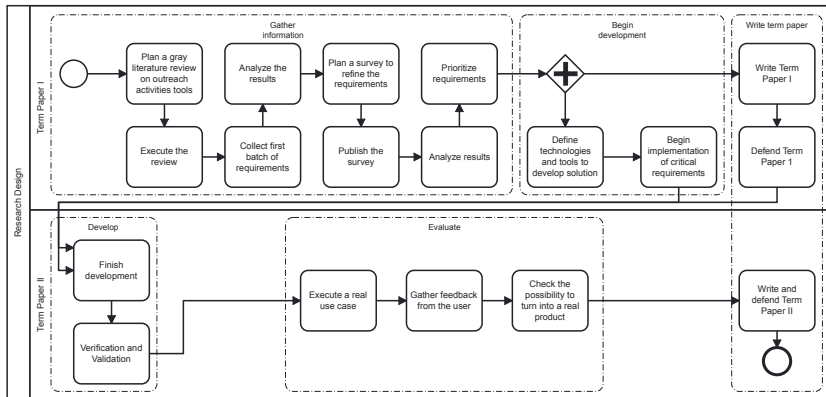 Research Design
Term Paper I
Gather
information
Plan a gray
literature review
on outreach
activities tools
Execute the
review
Collect first
batch of
requirements
Analyze the
results
Plan a survey to
refine the
requirements
Publish the
survey
Analyze results
Prioritize
requirements
Begin
development
Define
technologies
and tools to
develop solution
Begin
implementation
of critical
requirements
Write term paper
Write Term
Paper I
Defend Term
Paper 1
Term Paper II
Develop
Finish
development
Verification and
Validation
Evaluate
Execute a real
use case
Gather feedback
from the user
Check the
possibility to
turn into a real
product
Write and
defend Term
Paper II